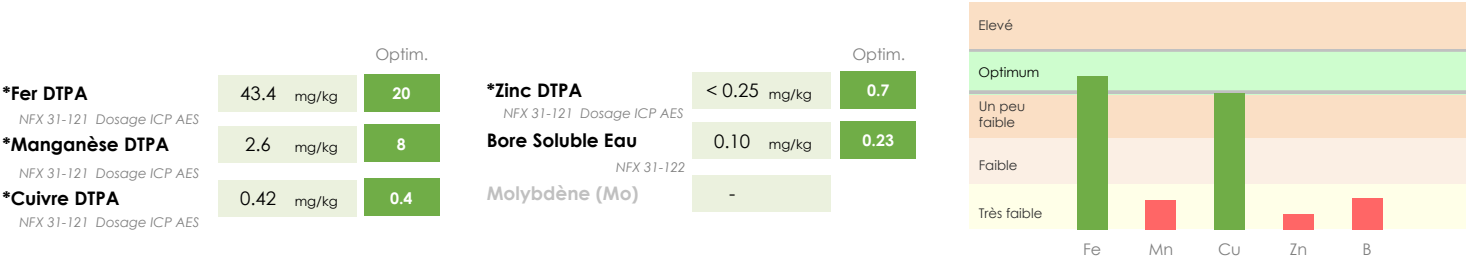 Optim.
*Fer DTPA 43.4 mg/kg 20
NFX 31-121 Dosage ICP AES
*Manganèse DTPA 2.6 mg/kg 8
NFX 31-121 Dosage ICP AES
*Cuivre DTPA 0.42 mg/kg 0.4
NFX 31-121 Dosage ICP AES
Optim.
*Zinc DTPA < 0.25 mg/kg 0.7
NFX 31-121 Dosage ICP AES
Bore Soluble Eau 0.10 mg/kg 0.23
NFX 31-122
Molybdène (Mo) -
Elevé
Optimum
Un peu
faible
Faible
Très faible
Fe Mn Cu Zn B